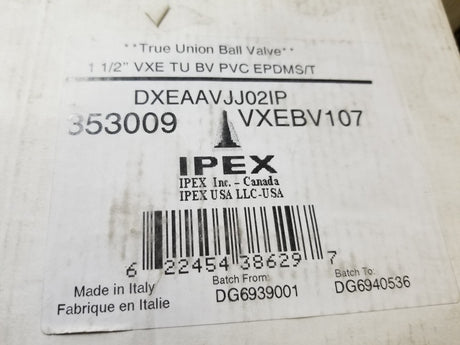 **True Union Ball Valve**
1 1/2" VXE TU BV PVC EPDMS/T
DXEAAVJJ02IP
353009 VXEBV107
IPEX
IPEX Inc. - Canada
IPEX USA LLC-USA
6 22454 38629 7
Made in Italy
Fabrique en Italie
Batch From:
DG6939001
Batch To:
DG6940536